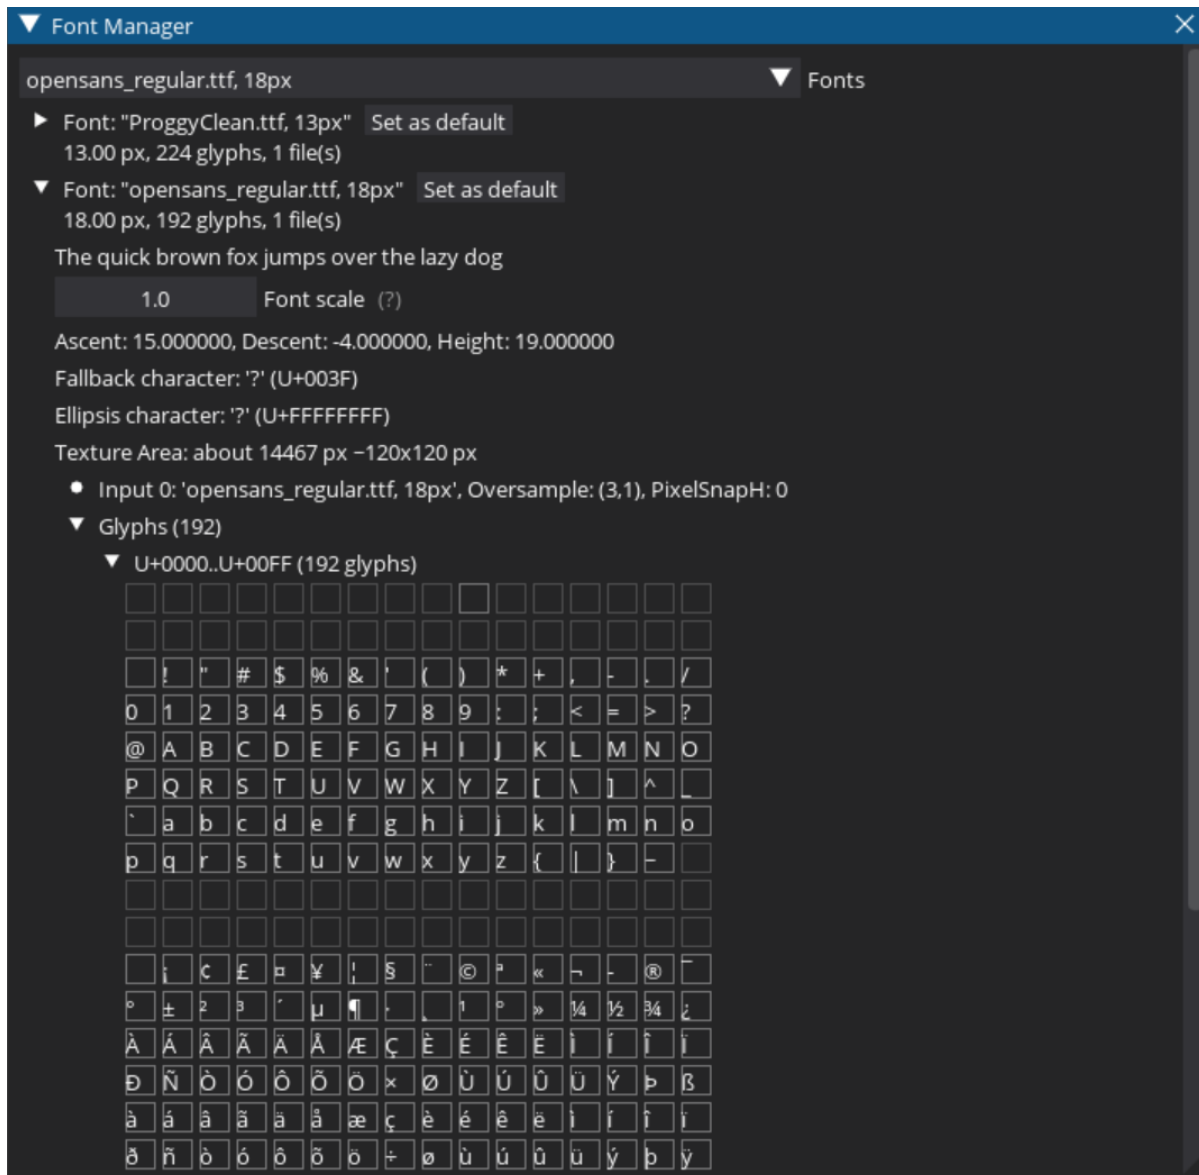 Font Manager
opensans_regular.ttf, 18px Fonts
Font: "ProggyClean.ttf, 13px" Set as default
13.00 px, 224 glyphs, 1 file(s)
Font: "opensans_regular.ttf, 18px" Set as default
18.00 px, 192 glyphs, 1 file(s)
The quick brown fox jumps over the lazy dog
1.0 Font scale (?)
Ascent: 15.000000, Descent: -4.000000, Height: 19.000000
Fallback character: '?' (U+003F)
Ellipsis character: '?' (U+FFFFFFFF)
Texture Area: about 14467 px ~120x120 px
Input 0: 'opensans_regular.ttf, 18px', Oversample: (3,1), PixelSnapH: 0
Glyphs (192)
U+0000..U+00FF (192 glyphs)
! " # $ % & ' ( ) * + , - . /
0 1 2 3 4 5 6 7 8 9 : ; < = > ?
@ A B C D E F G H I J K L M N O
P Q R S T U V W X Y Z [ \ ] ^ _
` a b c d e f g h i j k l m n o
p q r s t u v w x y z { | } ~
¡ ¢ £ ¤ ¥ ¦ § ¨ © ª « ¬ - ® ¯
° ± ² ³ ´ µ ¶ · ¸ ¹ º » ¼ ½ ¾ ¿
À Á Â Ã Ä Å Æ Ç È É Ê Ë Ì Í Î Ï
Ð Ñ Ò Ó Ô Õ Ö × Ø Ù Ú Û Ü Ý Þ ß
à á â ã ä å æ ç è é ê ë ì í î ï
ð ñ ò ó ô õ ö ÷ ø ù ú û ü ý þ ÿ